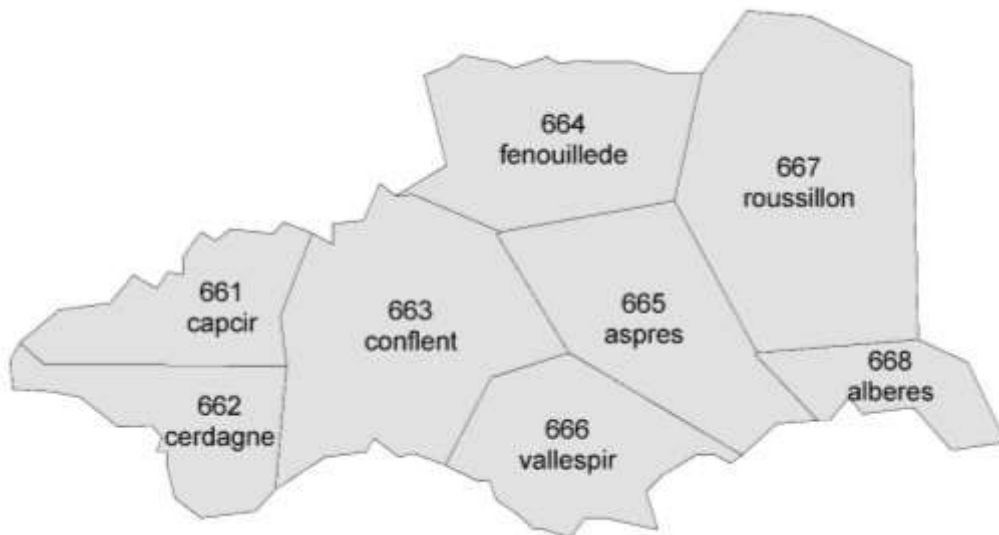 664
fenouillede
667
roussillon
661
capcir
663
conflent
665
aspres
668
alberes
662
cerdagne
666
vallespir